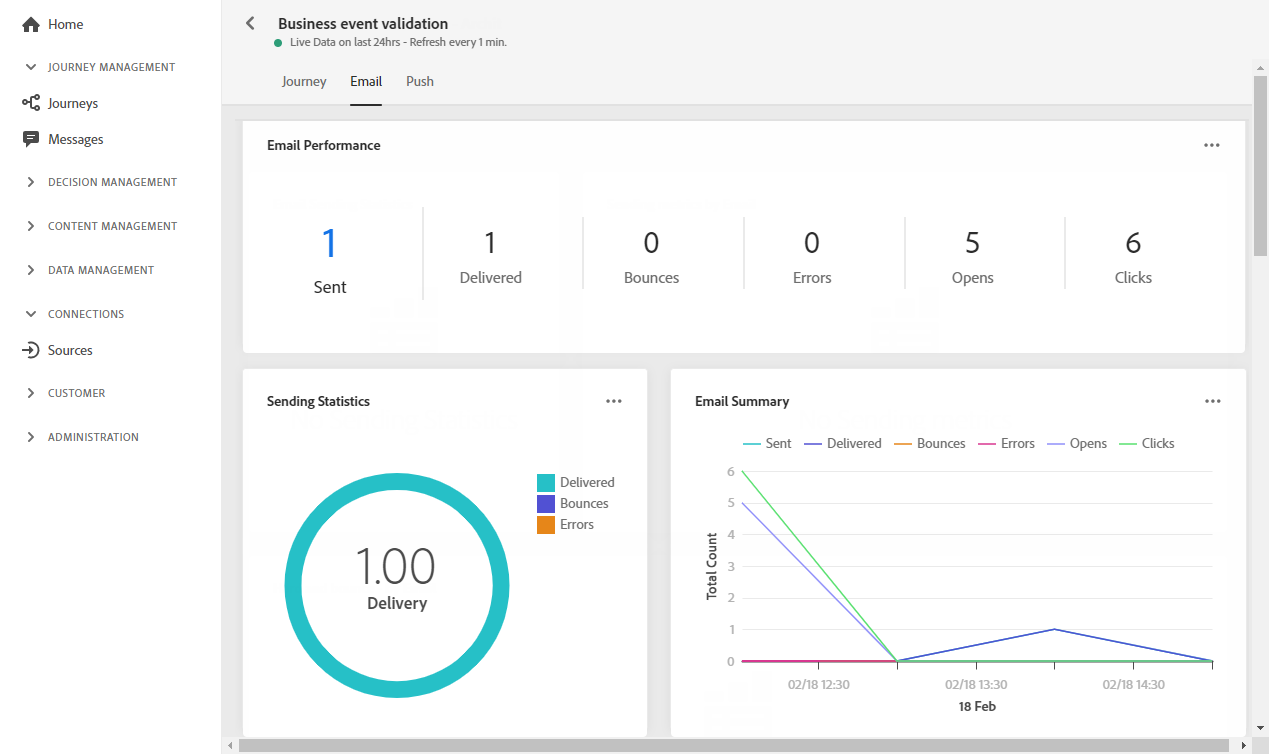 Home
JOURNEY MANAGEMENT
Journeys
Messages
DECISION MANAGEMENT
CONTENT MANAGEMENT
DATA MANAGEMENT
CONNECTIONS
Sources
CUSTOMER
ADMINISTRATION
Business event validation
Live Data on last 24hrs - Refresh every 1 min.
Journey Email Push
Email Performance
1 1 0 0 5 6
Sent Delivered Bounces Errors Opens Clicks
Sending Statistics
Delivered
Bounces
Errors
1.00
Delivery
Email Summary
Sent Delivered Bounces Errors Opens Clicks
6
5
4
3
2
1
0
Total Count
02/18 12:30 02/18 13:30 02/18 14:30
18 Feb